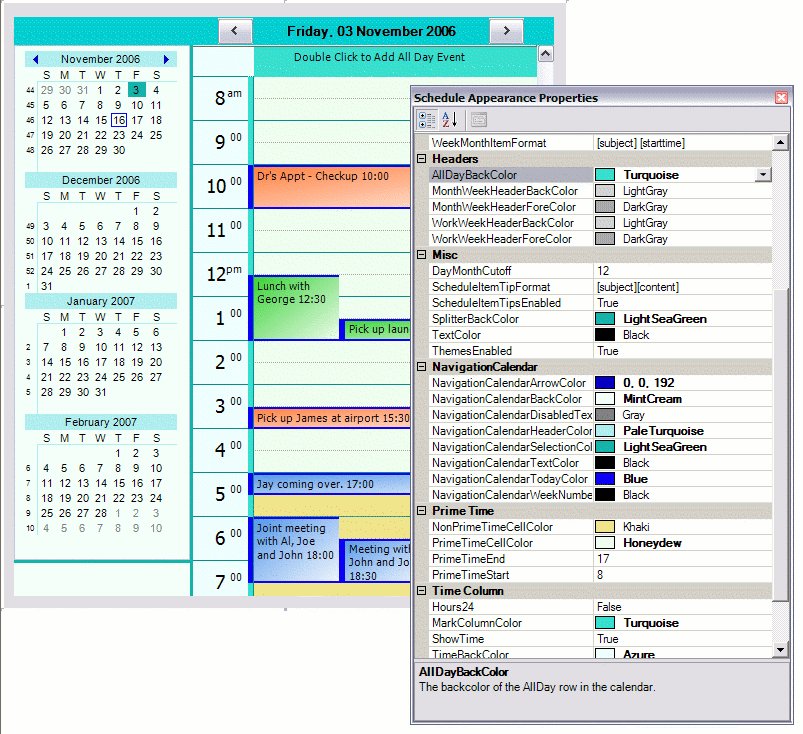 Friday, 03 November 2006
November 2006
S M T W T F S
44 29 30 31 1 2 3 4
45 5 6 7 8 9 10 11
46 12 13 14 15 16 17 18
47 19 20 21 22 23 24 25
48 26 27 28 29 30
December 2006
S M T W T F S
1 2
49 3 4 5 6 7 8 9
50 10 11 12 13 14 15 16
51 17 18 19 20 21 22 23
52 24 25 26 27 28 29 30
1 31
January 2007
S M T W T F S
1 2 3 4 5 6
2 7 8 9 10 11 12 13
3 14 15 16 17 18 19 20
4 21 22 23 24 25 26 27
5 28 29 30 31
February 2007
S M T W T F S
1 2 3
6 4 5 6 7 8 9 10
7 11 12 13 14 15 16 17
8 18 19 20 21 22 23 24
9 25 26 27 28 1 2 3
10 4 5 6 7 8 9 10
Double Click to Add All Day Event
8 am
9 00
10 00
Dr's Appt - Checkup 10:00
11 00
12 pm
Lunch with
George 12:30
1 00
Pick up laun
2 00
3 00
Pick up James at airport 15:30
4 00
5 00
Jay coming over. 17:00
6 00
Joint meeting
with Al, Joe
and John 18:00
Meeting with
John and Jo
18:30
7 00
Schedule Appearance Properties
WeekMonthItemFormat [subject] [starttime]
Headers
AllDayBackColor Turquoise
MonthWeekHeaderBackColor LightGray
MonthWeekHeaderForeColor DarkGray
WorkWeekHeaderBackColor LightGray
WorkWeekHeaderForeColor DarkGray
Misc
DayMonthCutoff 12
ScheduleItemTipFormat [subject][content]
ScheduleItemTipsEnabled True
SplitterBackColor LightSeaGreen
TextColor Black
ThemesEnabled True
NavigationCalendar
NavigationCalendarArrowColor 0, 0, 192
NavigationCalendarBackColor MintCream
NavigationCalendarDisabledTex Gray
NavigationCalendarHeaderColor PaleTurquoise
NavigationCalendarSelectionCol LightSeaGreen
NavigationCalendarTextColor Black
NavigationCalendarTodayColor Blue
NavigationCalendarWeekNumbe Black
Prime Time
NonPrimeTimeCellColor Khaki
PrimeTimeCellColor Honeydew
PrimeTimeEnd 17
PrimeTimeStart 8
Time Column
Hours24 False
MarkColumnColor Turquoise
ShowTime True
TimeBackColor Azure
AllDayBackColor
The backcolor of the AllDay row in the calendar.